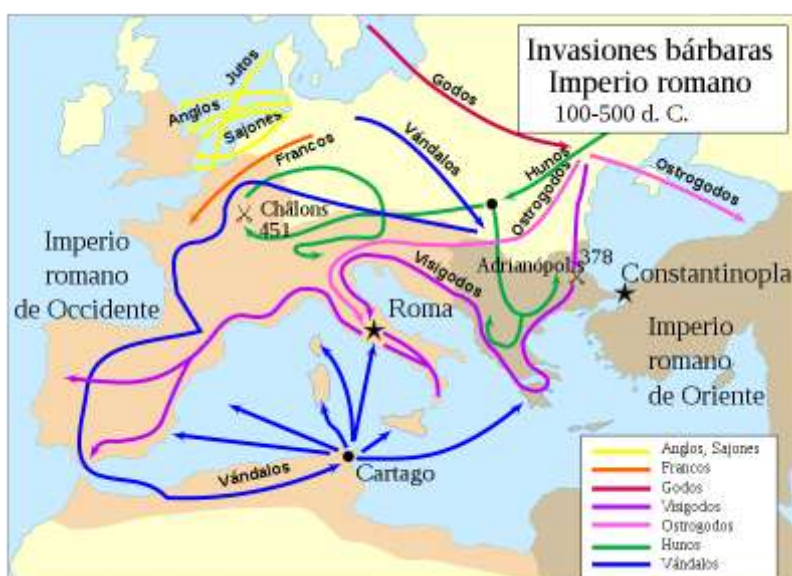 Invasiones bárbaras
Imperio romano
100-500 d. C.
Jutos
Anglos
Sajones
Godos
Francos
Vándalos
Hunos
Ostrogodos
Ostrogodos
Châlons
451
Imperio
romano
de Occidente
Visigodos
Adrianópolis
378
Constantinopla
Roma
Imperio
romano
de Oriente
Vándalos
Cartago
Anglos, Sajones
Francos
Godos
Visigodos
Ostrogodos
Hunos
Vándalos